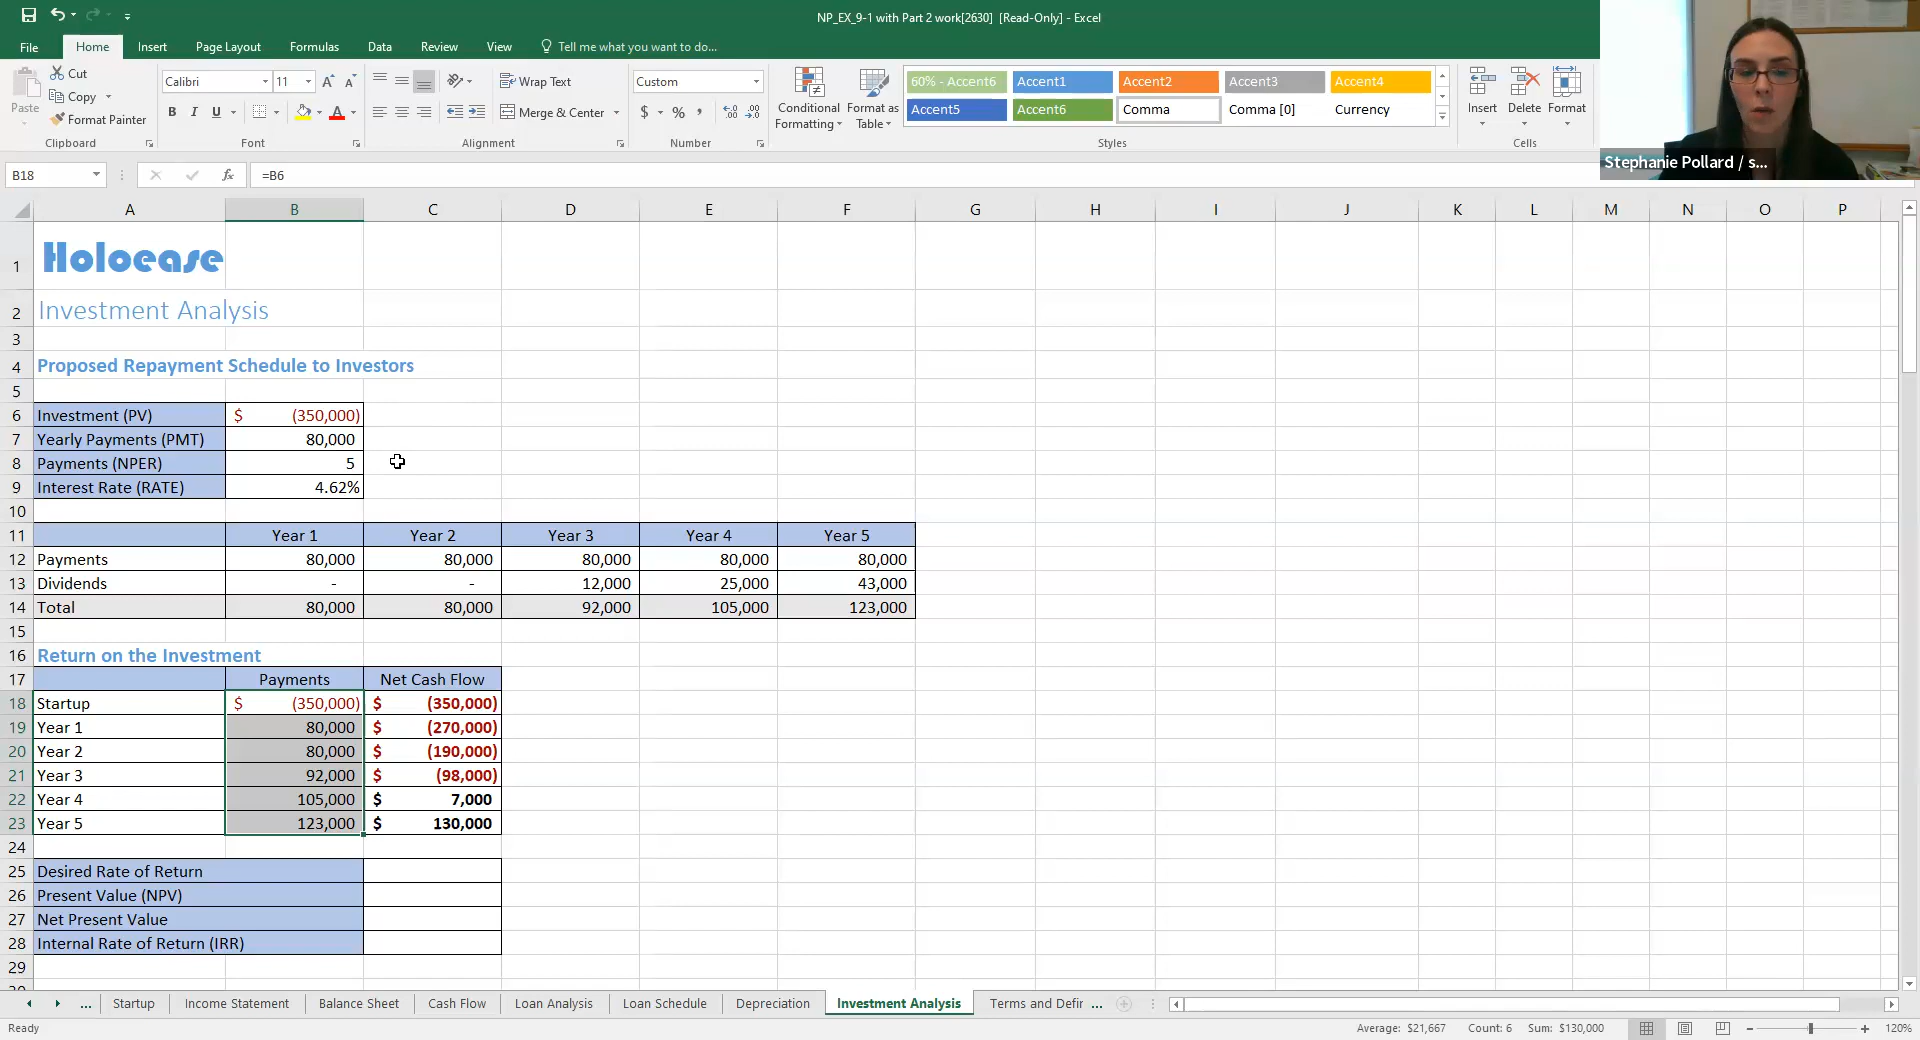 NP_EX_9-1 with Part 2 work[2630] [Read-Only] - Excel
File Home Insert Page Layout Formulas Data Review View Tell me what you want to do...
Paste Cut Copy Format Painter Clipboard
Calibri 11 B I U A A A Font
Wrap Text Merge & Center Alignment
Custom $ % , Number
Conditional Formatting Format as Table
60% - Accent6 Accent1 Accent2 Accent3 Accent4
Accent5 Accent6 Comma Comma [0] Currency
Styles
Insert Delete Format Cells
Stephanie Pollard / s...
B18 fx =B6
A B C D E F G H I J K L M N O P
1 Holoease
2 Investment Analysis
3
4 Proposed Repayment Schedule to Investors
5
6 Investment (PV) $ (350,000)
7 Yearly Payments (PMT) 80,000
8 Payments (NPER) 5
9 Interest Rate (RATE) 4.62%
10
11 Year 1 Year 2 Year 3 Year 4 Year 5
12 Payments 80,000 80,000 80,000 80,000 80,000
13 Dividends - - 12,000 25,000 43,000
14 Total 80,000 80,000 92,000 105,000 123,000
15
16 Return on the Investment
17 Payments Net Cash Flow
18 Startup $ (350,000) $ (350,000)
19 Year 1 80,000 $ (270,000)
20 Year 2 80,000 $ (190,000)
21 Year 3 92,000 $ (98,000)
22 Year 4 105,000 $ 7,000
23 Year 5 123,000 $ 130,000
24
25 Desired Rate of Return
26 Present Value (NPV)
27 Net Present Value
28 Internal Rate of Return (IRR)
29
... Startup Income Statement Balance Sheet Cash Flow Loan Analysis Loan Schedule Depreciation Investment Analysis Terms and Defir ...
Ready Average: $21,667 Count: 6 Sum: $130,000 120%